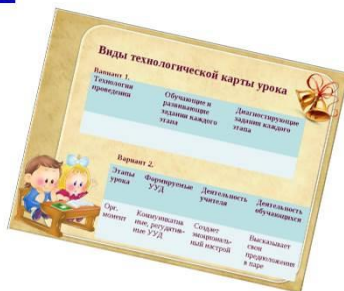 Виды технологической карты урока
Вариант 1.
Технология проведения
Обучающие и развивающие задания каждого этапа
Диагностирующие задания каждого этапа
Вариант 2.
Этапы урока
Формируемые УУД
Деятельность учителя
Деятельность обучающихся
Орг. момент
Коммуникатив ные, регулятив- ные УУД
Создает эмоциональ- ный настрой
Высказывает свои предположения в паре